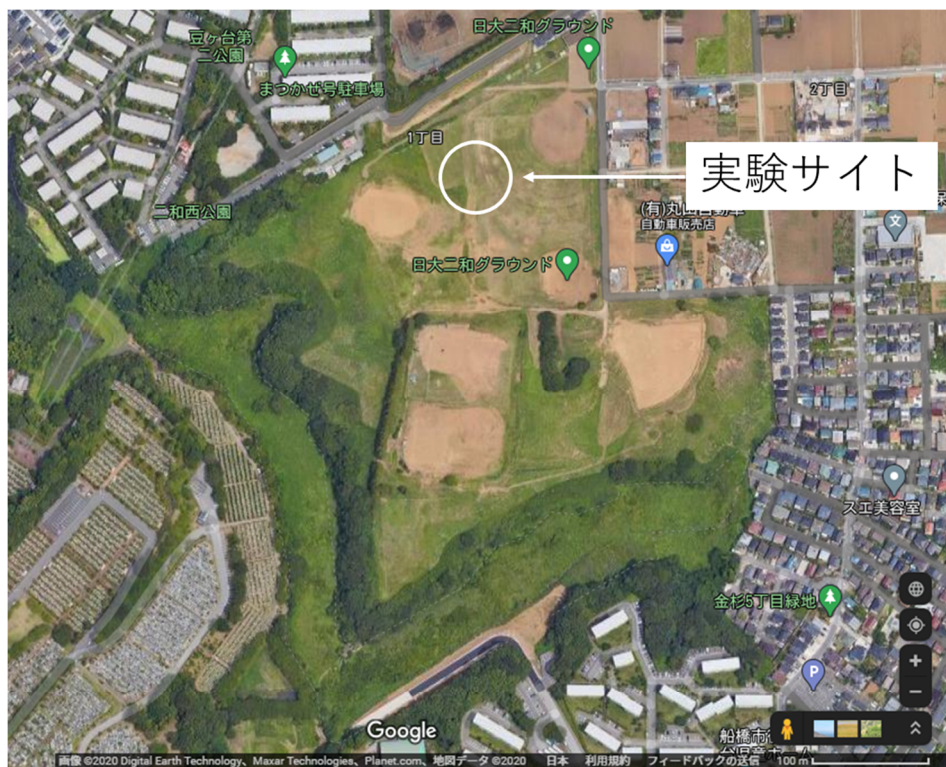 日大二和グラウンド
豆ヶ台第
二公園
まつかぜ号駐車場
2丁目
1丁目
実験サイト
二和西公園
(有)丸山自動車
自動車販売店
文
日大二和グラウンド
スエ美容室
金杉5丁目緑地
P
Google
船橋市
画像 ©2020 Digital Earth Technology、Maxar Technologies、Planet.com、地図データ ©2020 日本 利用規約 フィードバックの送信 100 m